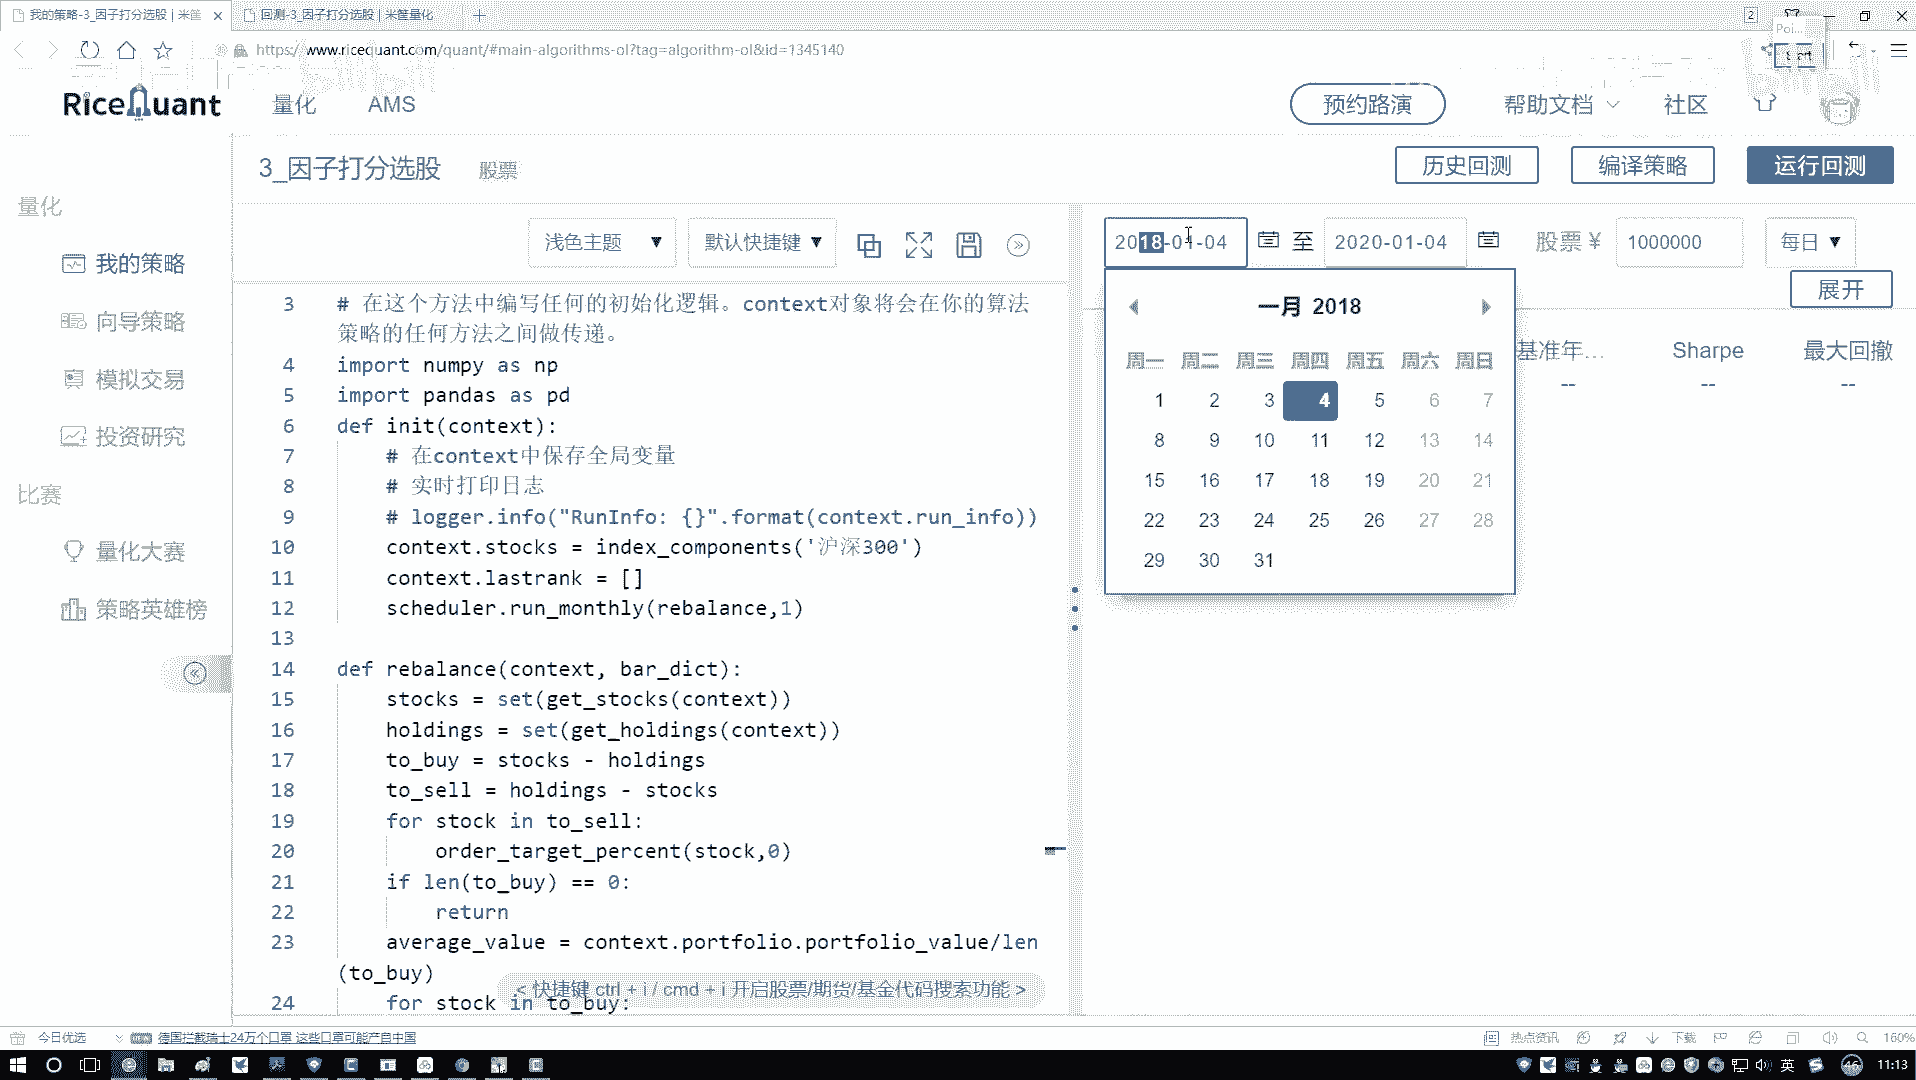 我的策略-3_因子打分选股 | 米筐
回测-3_因子打分选股 | 米筐量化
2
https://www.ricequant.com/quant/#main-algorithms-ol?tag=algorithm-ol&id=1345140
RiceQuant
量化
AMS
预约路演
帮助文档
社区
3_因子打分选股
股票
历史回测
编译策略
运行回测
量化
我的策略
向导策略
模拟交易
投资研究
比赛
量化大赛
策略英雄榜
浅色主题 ▼
默认快捷键 ▼
2018-01-04
至
2020-01-04
股票 ¥
1000000
每日 ▼
展开
一月 2018
周一 周二 周三 周四 周五 周六 周日
1 2 3 4 5 6 7
8 9 10 11 12 13 14
15 16 17 18 19 20 21
22 23 24 25 26 27 28
29 30 31
基准年... Sharpe 最大回撤
-- -- --
3 # 在这个方法中编写任何的初始化逻辑。context对象将会在你的算法
策略的任何方法之间做传递。
4 import numpy as np
5 import pandas as pd
6 def init(context):
7 # 在context中保存全局变量
8 # 实时打印日志
9 # logger.info("RunInfo: {}".format(context.run_info))
10 context.stocks = index_components('沪深300')
11 context.lastrank = []
12 scheduler.run_monthly(rebalance,1)
13
14 def rebalance(context, bar_dict):
15 stocks = set(get_stocks(context))
16 holdings = set(get_holdings(context))
17 to_buy = stocks - holdings
18 to_sell = holdings - stocks
19 for stock in to_sell:
20 order_target_percent(stock,0)
21 if len(to_buy) == 0:
22 return
23 average_value = context.portfolio.portfolio_value/len
(to_buy)
< 快捷键 ctrl + i / cmd + i 开启股票/期货/基金代码搜索功能 >
24 for stock in to_buy:
今日优选
德国拦截瑞士24万个口罩 这些口罩可能产自中国
热点资讯
下载
160%
英
46
11:13